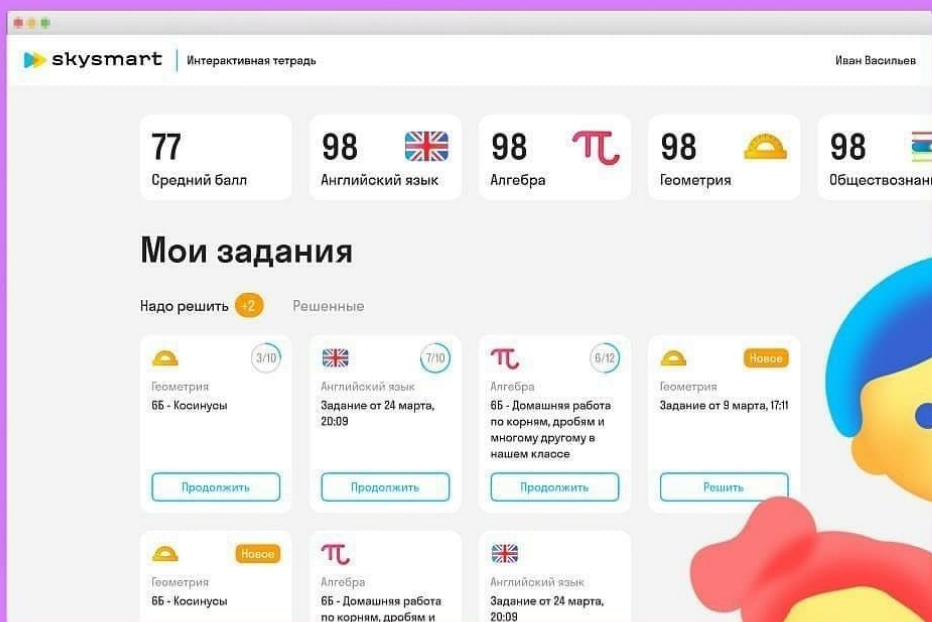 skysmart
Интерактивная тетрадь
Иван Васильев
77
Средний балл
98
Английский язык
98
Алгебра
98
Геометрия
98
Мои задания
Надо решить +2 Решенные
3/10
Геометрия
6Б - Косинусы
Продолжить
7/10
Английский язык
Задание от 24 марта,
20:09
Продолжить
6/12
Алгебра
6Б - Домашняя работа
по корням, дробям и
многому другому в
нашем классе
Продолжить
Новое
Геометрия
Задание от 9 марта, 17:11
Решить
Новое
Геометрия
6Б - Косинусы
Алгебра
6Б - Домашняя работа
по корням, дробям и
Английский язык
Задание от 24 марта,
20:09